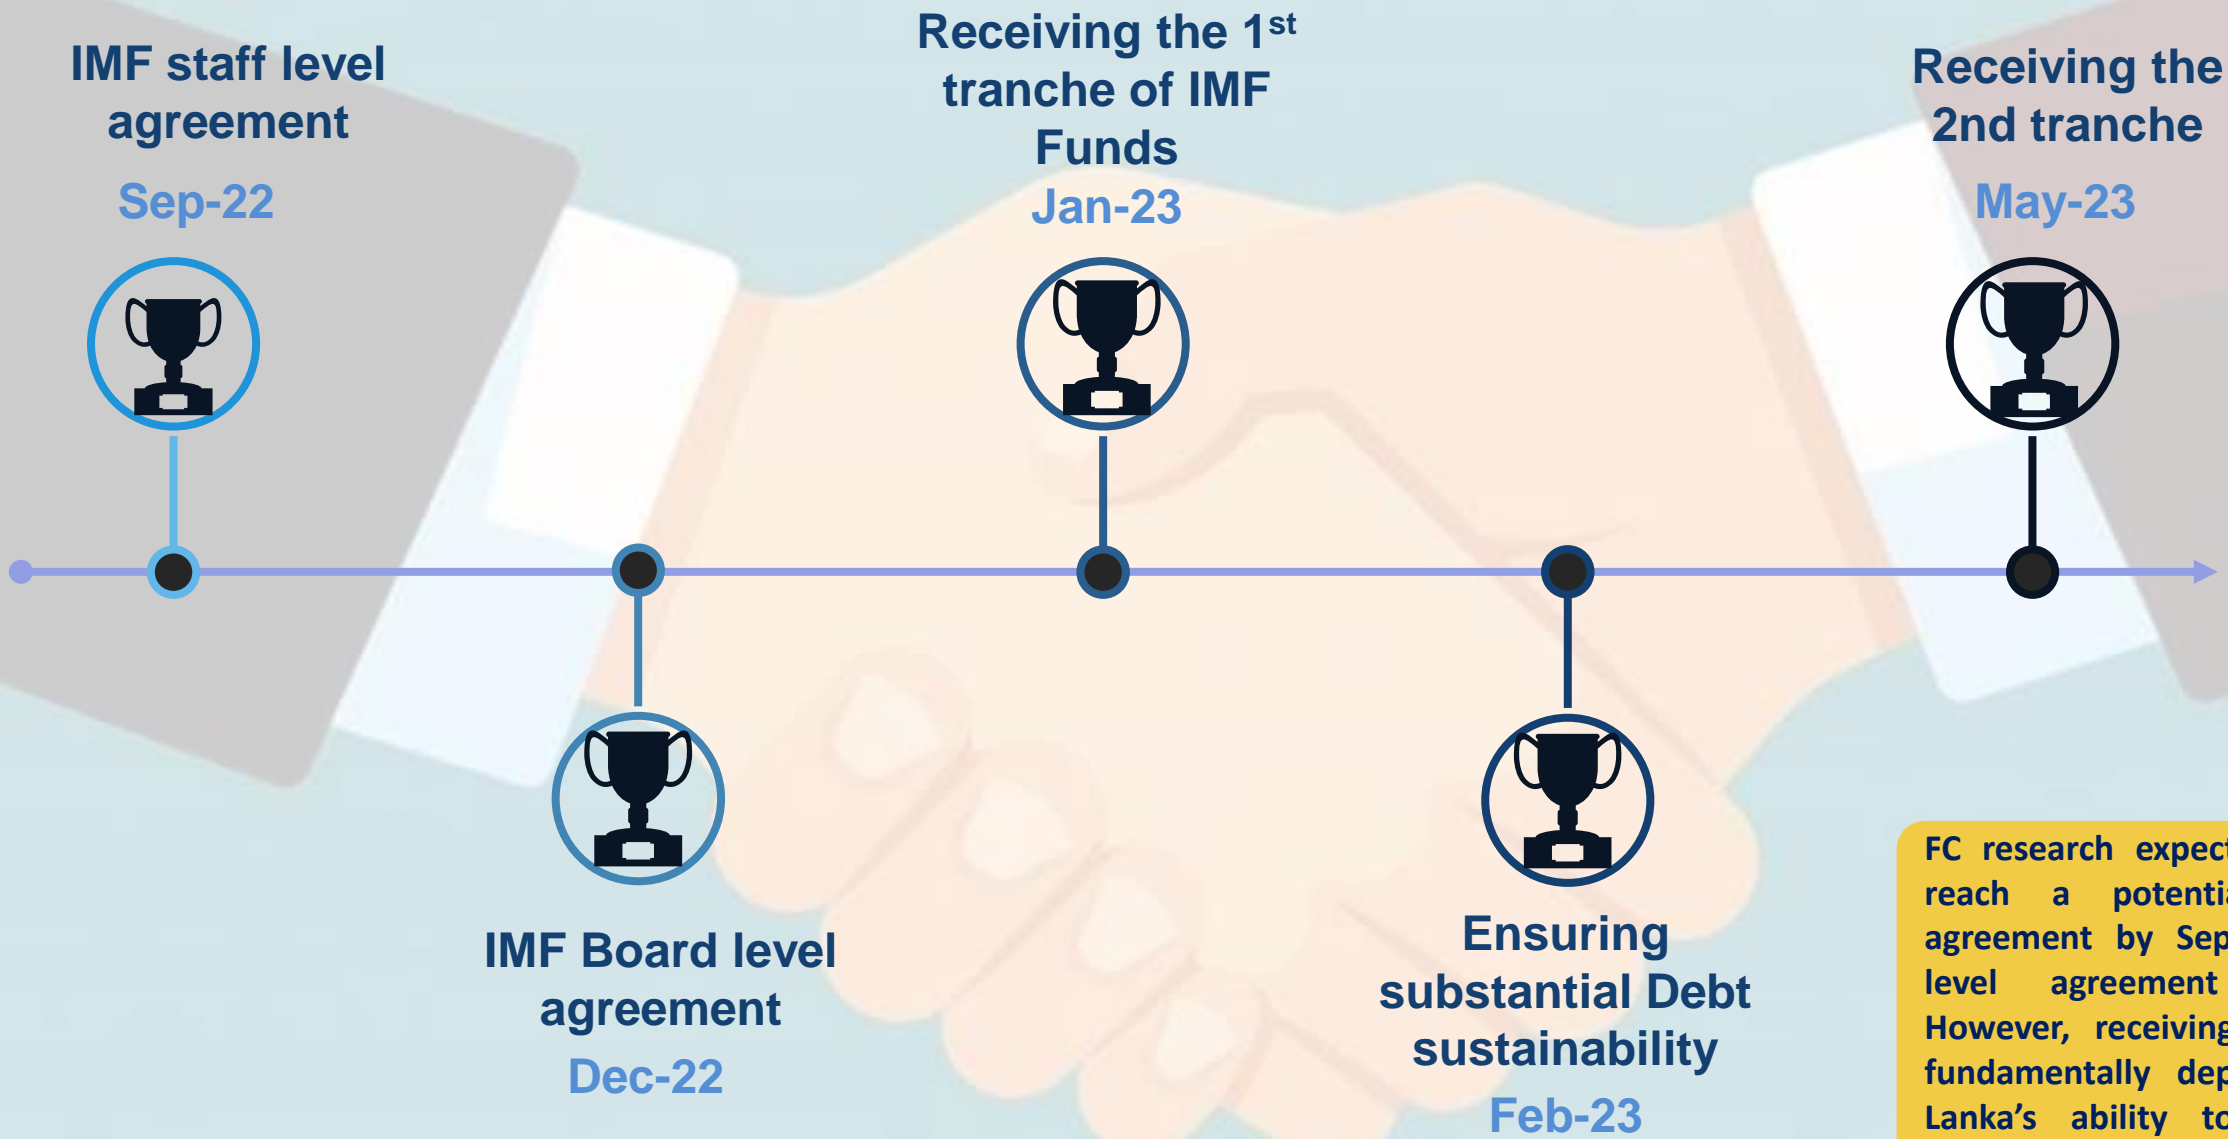 IMF staff level
agreement
Sep-22
Receiving the 1st
tranche of IMF
Funds
Jan-23
Receiving the
2nd tranche
May-23
IMF Board level
agreement
Dec-22
Ensuring
substantial Debt
sustainability
Feb-23
FC research
reach a
agreement by
level agreement
However, receiving
fundamentally
Lanka’s ability to